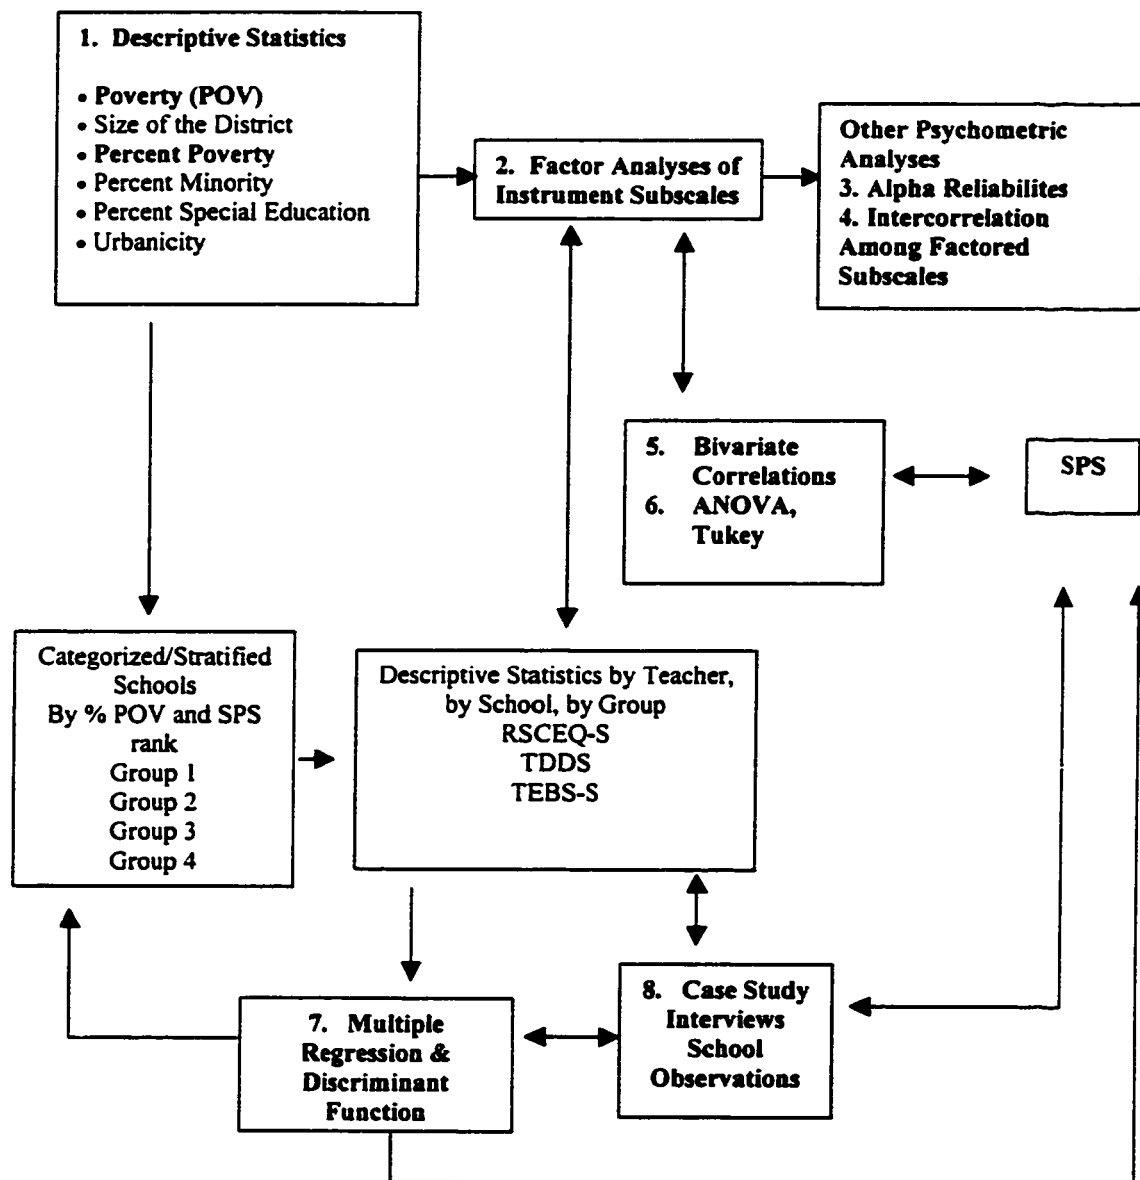 1. Descriptive Statistics
• Poverty (POV)
• Size of the District
• Percent Poverty
• Percent Minority
• Percent Special Education
• Urbanicity
2. Factor Analyses of
Instrument Subscales
Other Psychometric
Analyses
3. Alpha Reliabilites
4. Intercorrelation
Among Factored
Subscales
5. Bivariate
Correlations
6. ANOVA,
Tukey
SPS
Categorized/Stratified
Schools
By % POV and SPS
rank
Group 1
Group 2
Group 3
Group 4
Descriptive Statistics by Teacher,
by School, by Group
RSCEQ-S
TDDS
TEBS-S
7. Multiple
Regression &
Discriminant
Function
8. Case Study
Interviews
School
Observations